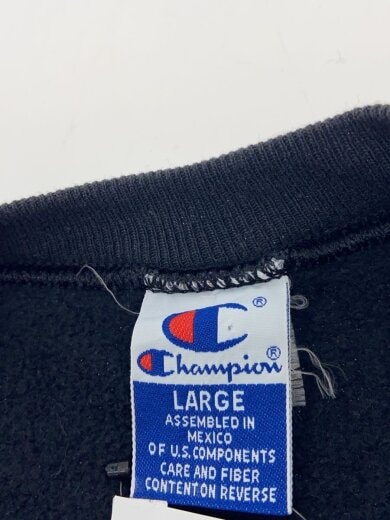 ®
Champion®
LARGE
ASSEMBLED IN
MEXICO
OF U.S. COMPONENTS
CARE AND FIBER
CONTENT ON REVERSE